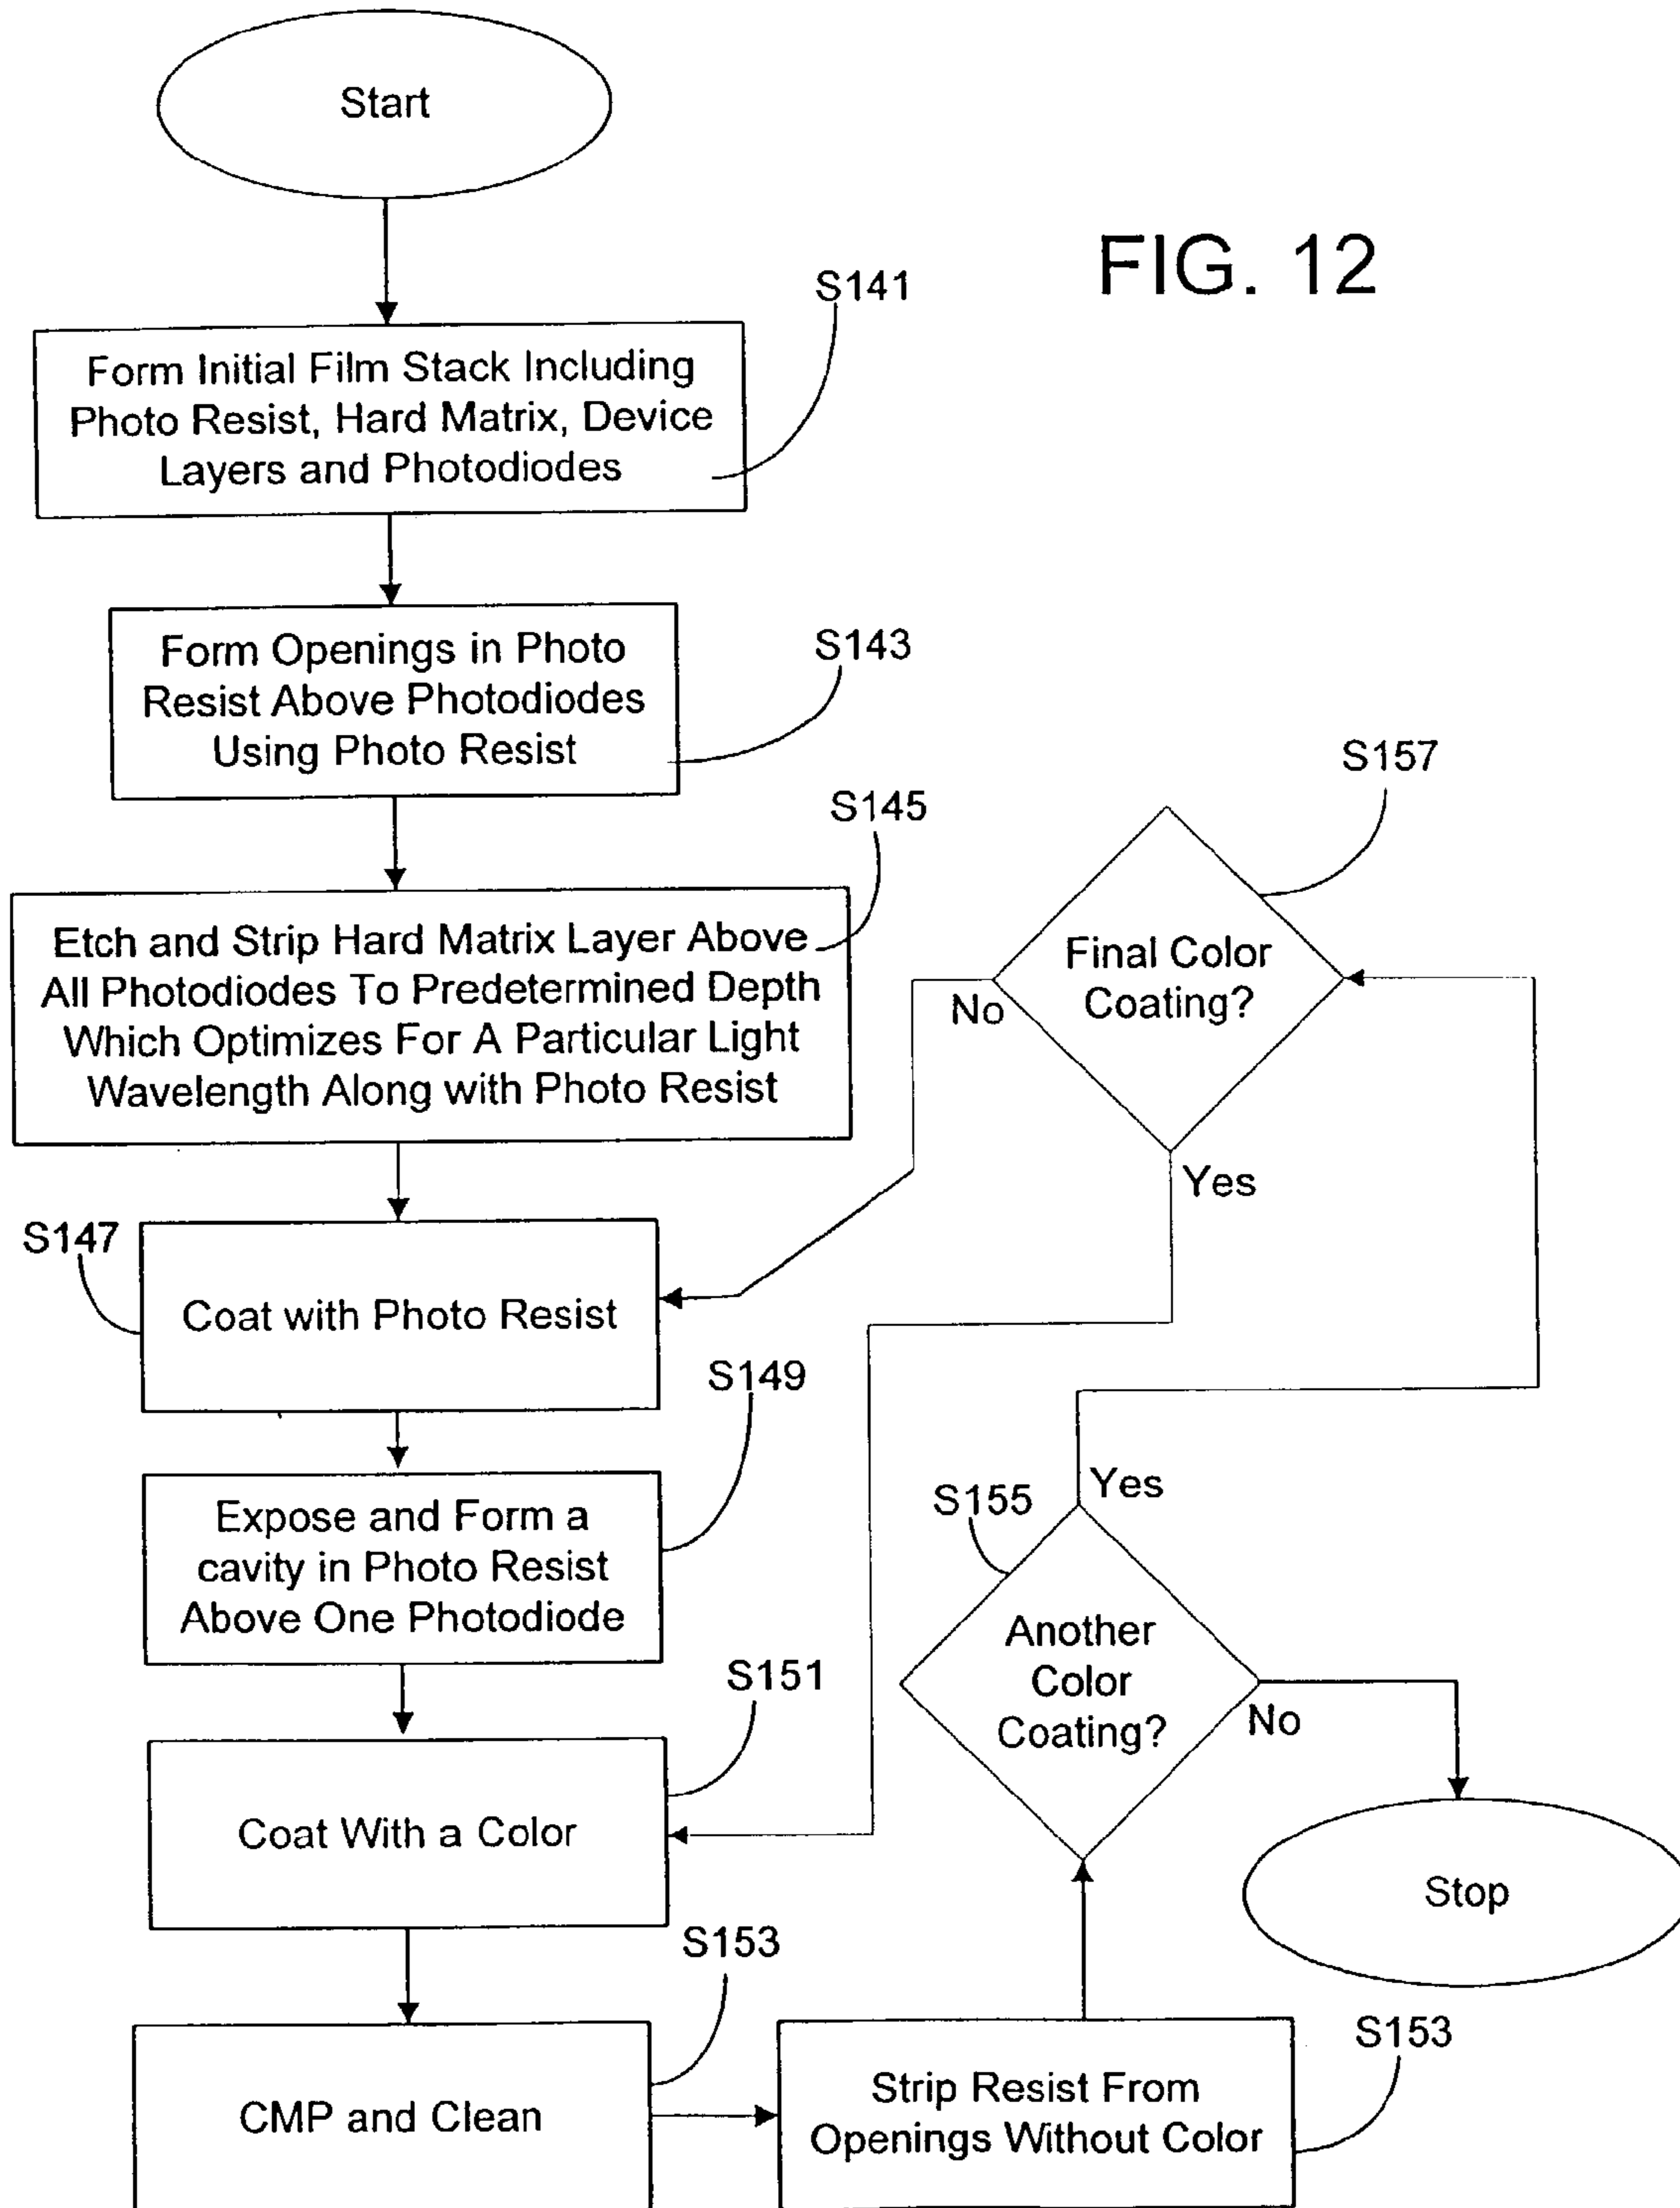 Start
FIG. 12
S141
Form Initial Film Stack Including
Photo Resist, Hard Matrix, Device
Layers and Photodiodes
S143
Form Openings in Photo
Resist Above Photodiodes
Using Photo Resist
S145
Etch and Strip Hard Matrix Layer Above
All Photodiodes To Predetermined Depth
Which Optimizes For A Particular Light
Wavelength Along with Photo Resist
S147
Coat with Photo Resist
S149
Expose and Form a
cavity in Photo Resist
Above One Photodiode
S151
Coat With a Color
S153
CMP and Clean
S153
Strip Resist From
Openings Without Color
S155
Another
Color
Coating?
Yes
No
Stop
S157
Final Color
Coating?
No
Yes